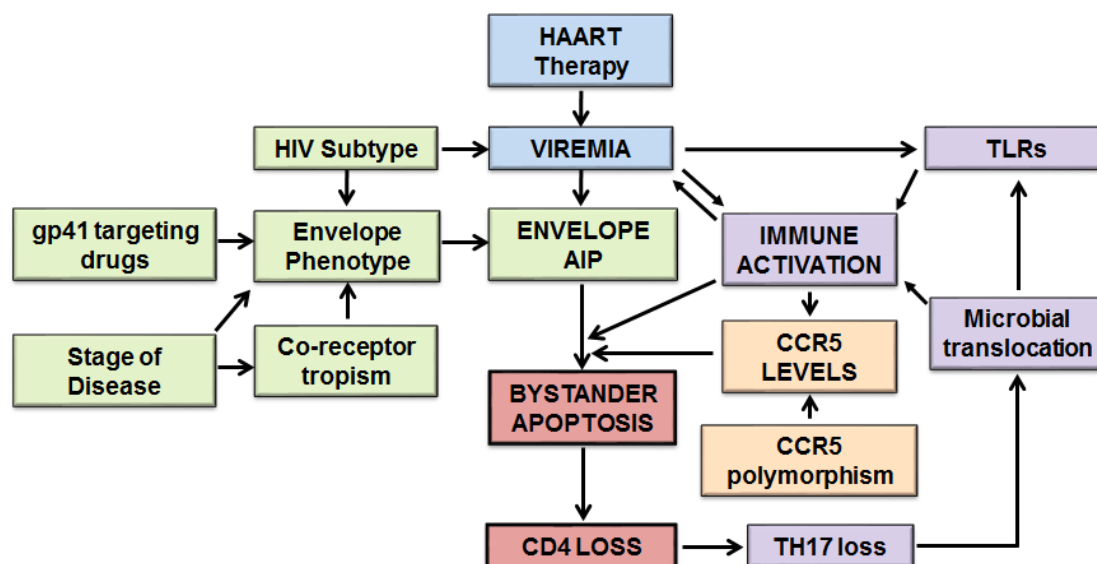 HAART
Therapy
HIV Subtype
VIREMIA
TLRs
gp41 targeting
drugs
Envelope
Phenotype
ENVELOPE
AIP
IMMUNE
ACTIVATION
Stage of
Disease
Co-receptor
tropism
CCR5
LEVELS
Microbial
translocation
BYSTANDER
APOPTOSIS
CCR5
polymorphism
CD4 LOSS
TH17 loss